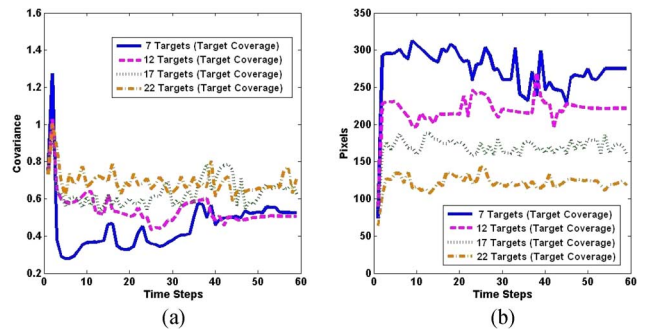 1.6
1.4
1.2
1
0.8
0.6
0.4
0.2
Covariance
0 10 20 30 40 50 60
Time Steps
7 Targets (Target Coverage)
12 Targets (Target Coverage)
17 Targets (Target Coverage)
22 Targets (Target Coverage)
(a)
350
300
250
200
150
100
50
0
Pixels
0 10 20 30 40 50 60
Time Steps
7 Targets (Target Coverage)
12 Targets (Target Coverage)
17 Targets (Target Coverage)
22 Targets (Target Coverage)
(b)